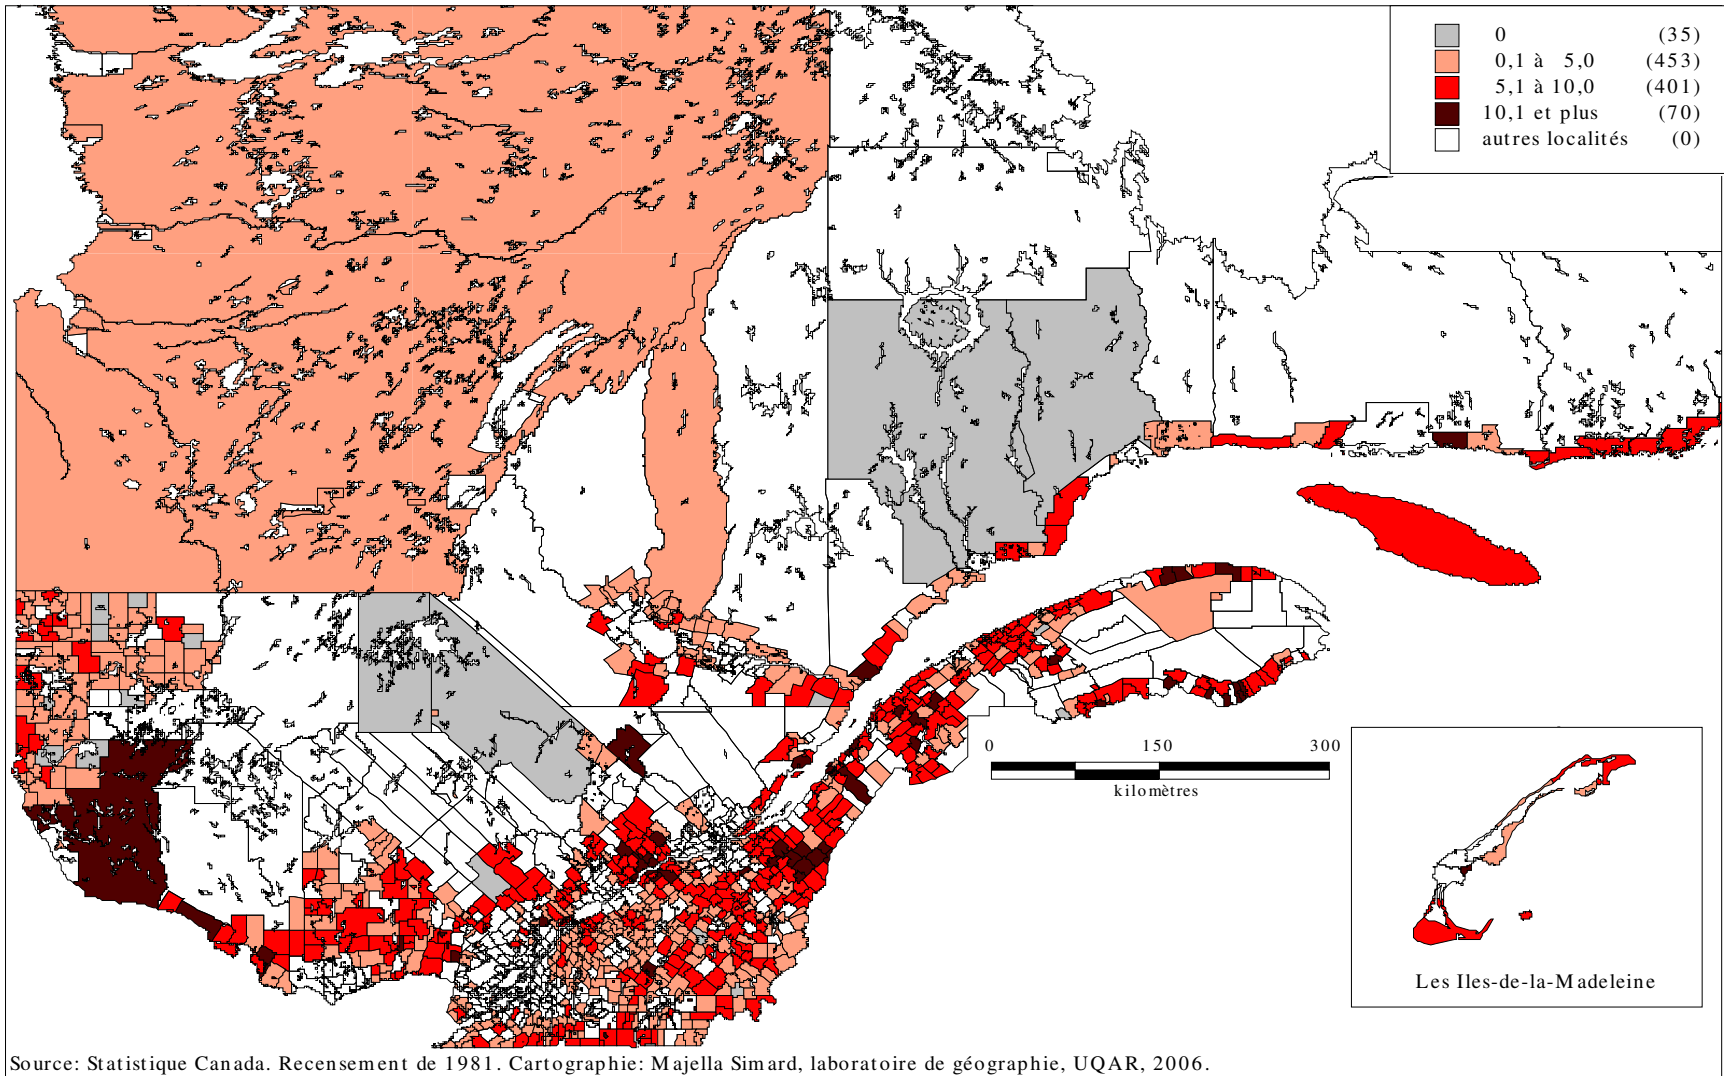 0 (35)
0,1 à 5,0 (453)
5,1 à 10,0 (401)
10,1 et plus (70)
autres localités (0)
0 150 300
kilomètres
Les Iles-de-la-Madeleine
Source: Statistique Canada. Recensement de 1981. Cartographie: Majella Simard, laboratoire de géographie, UQAR, 2006.